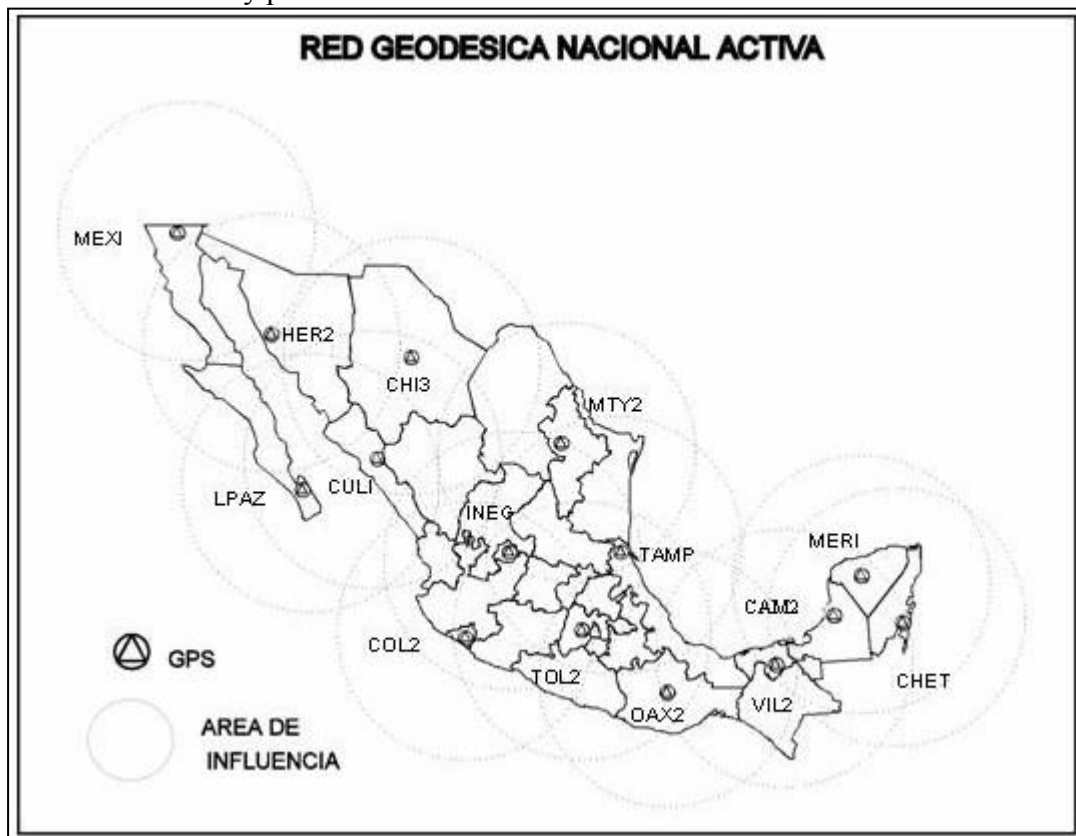 RED GEODESICA NACIONAL ACTIVA
MEXI
HER2
CHI3
MTY2
LPAZ
CULI
INEG
TAMP
MERI
CAM2
COL2
TOL2
OAX2
VIL2
CHET
GPS
AREA DE
INFLUENCIA